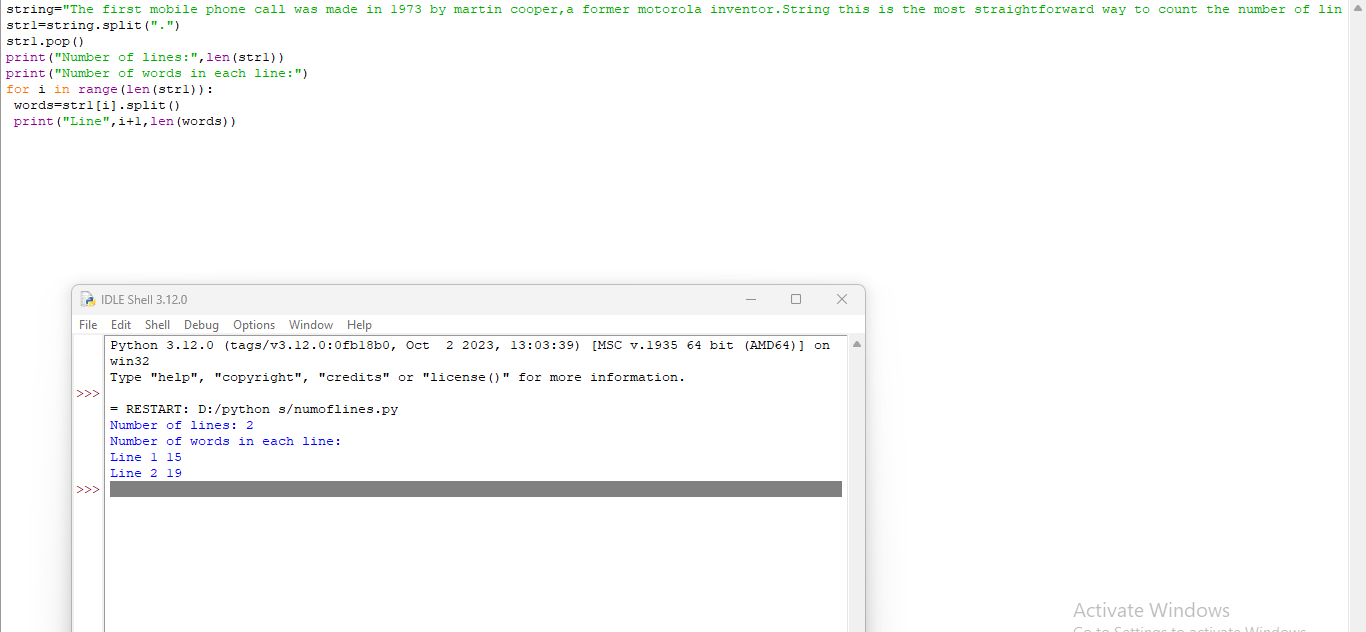 string="The first mobile phone call was made in 1973 by martin cooper,a former motorola inventor.String this is the most straightforward way to count the number of lin
str1=string.split(".")
str1.pop()
print("Number of lines:",len(str1))
print("Number of words in each line:")
for i in range(len(str1)):
 words=str1[i].split()
 print("Line",i+1,len(words))
IDLE Shell 3.12.0
File Edit Shell Debug Options Window Help
Python 3.12.0 (tags/v3.12.0:0fb18b0, Oct  2 2023, 13:03:39) [MSC v.1935 64 bit (AMD64)] on
win32
Type "help", "copyright", "credits" or "license()" for more information.
>>>
= RESTART: D:/python s/numoflines.py
Number of lines: 2
Number of words in each line:
Line 1 15
Line 2 19
>>>
Activate Windows
Go to Settings to activate Windows.